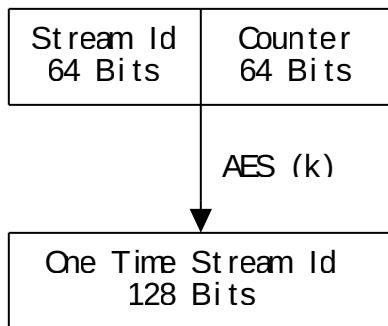 Stream Id
64 Bits
Counter
64 Bits
AES (k)
One Time Stream Id
128 Bits